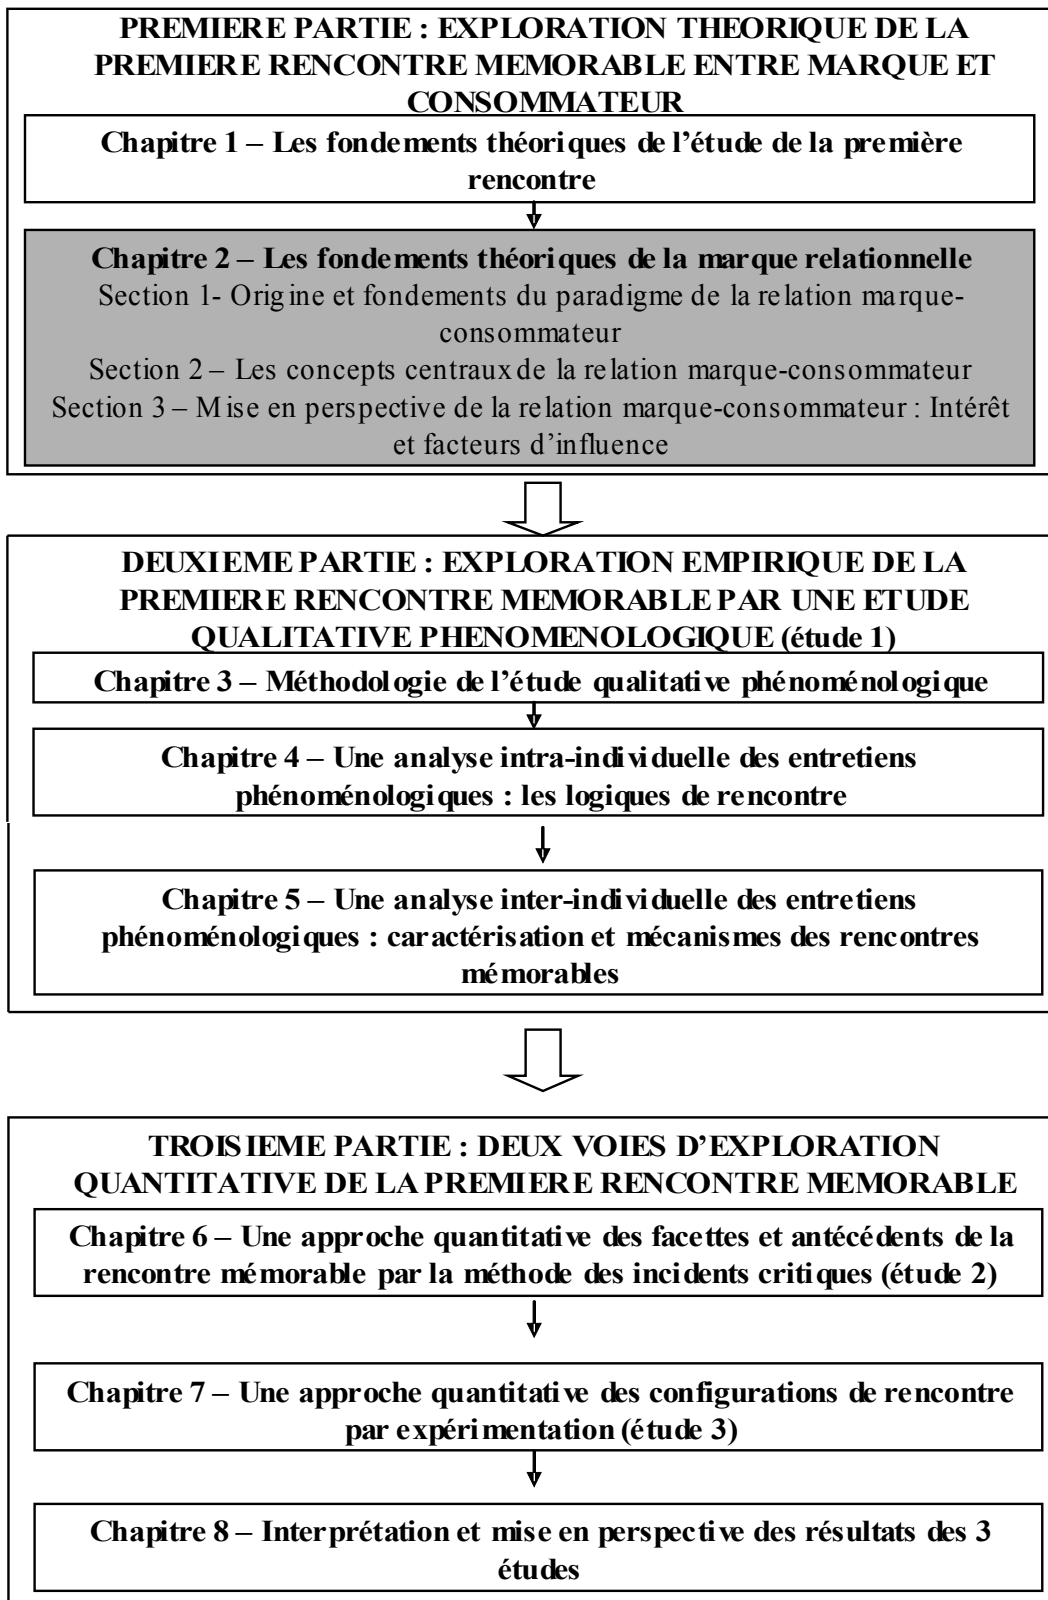 PREMIERE PARTIE : EXPLORATION THEORIQUE DE LA
PREMIERE RENCONTRE MEMORABLE ENTRE MARQUE ET
CONSOMMATEUR
Chapitre 1 – Les fondements théoriques de l’étude de la première
rencontre
Chapitre 2 – Les fondements théoriques de la marque relationnelle
Section 1- Origine et fondements du paradigme de la relation marque-
consommateur
Section 2 – Les concepts centraux de la relation marque-consommateur
Section 3 – Mise en perspective de la relation marque-consommateur : Intérêt
et facteurs d’influence
DEUXIEME PARTIE : EXPLORATION EMPIRIQUE DE LA
PREMIERE RENCONTRE MEMORABLE PAR UNE ETUDE
QUALITATIVE PHENOMENOLOGIQUE (étude 1)
Chapitre 3 – Méthodologie de l’étude qualitative phénoménologique
Chapitre 4 – Une analyse intra-individuelle des entretiens
phénoménologiques : les logiques de rencontre
Chapitre 5 – Une analyse inter-individuelle des entretiens
phénoménologiques : caractérisation et mécanismes des rencontres
mémorables
TROISIEME PARTIE : DEUX VOIES D’EXPLORATION
QUANTITATIVE DE LA PREMIERE RENCONTRE MEMORABLE
Chapitre 6 – Une approche quantitative des facettes et antécédents de la
rencontre mémorable par la méthode des incidents critiques (étude 2)
Chapitre 7 – Une approche quantitative des configurations de rencontre
par expérimentation (étude 3)
Chapitre 8 – Interprétation et mise en perspective des résultats des 3
études